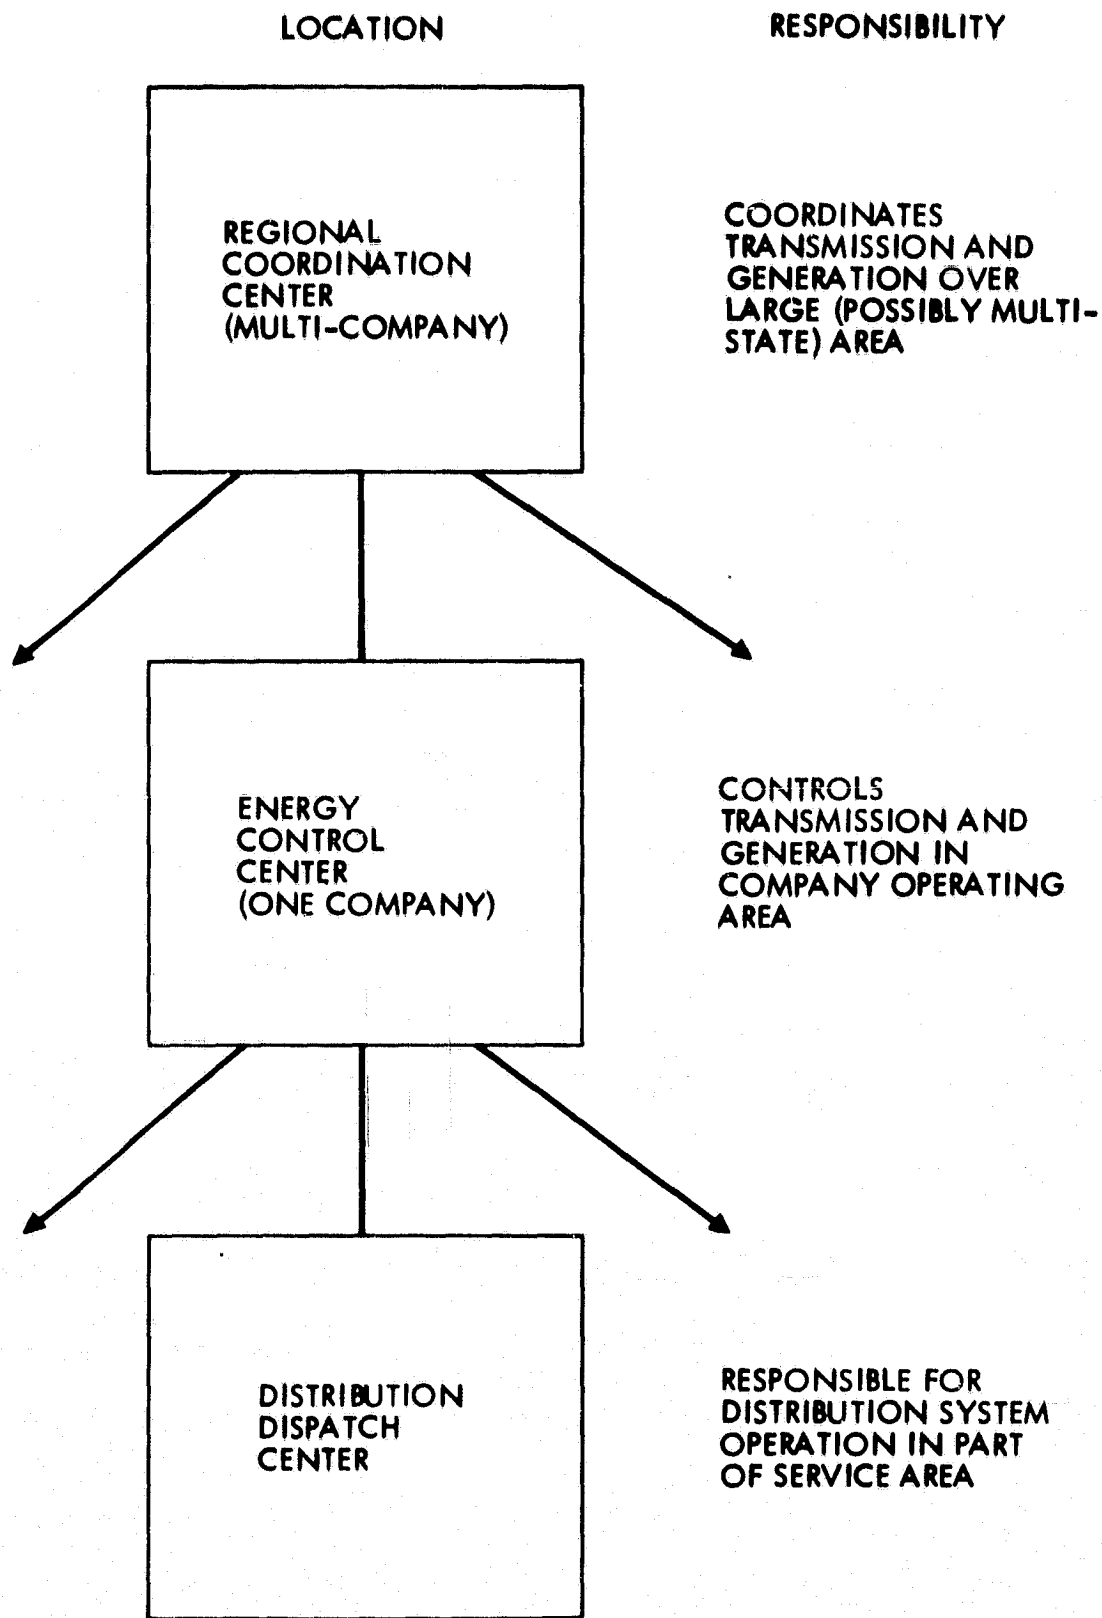 LOCATION
RESPONSIBILITY
REGIONAL
COORDINATION
CENTER
(MULTI-COMPANY)
COORDINATES
TRANSMISSION AND
GENERATION OVER
LARGE (POSSIBLY MULTI-
STATE) AREA
ENERGY
CONTROL
CENTER
(ONE COMPANY)
CONTROLS
TRANSMISSION AND
GENERATION IN
COMPANY OPERATING
AREA
DISTRIBUTION
DISPATCH
CENTER
RESPONSIBLE FOR
DISTRIBUTION SYSTEM
OPERATION IN PART
OF SERVICE AREA